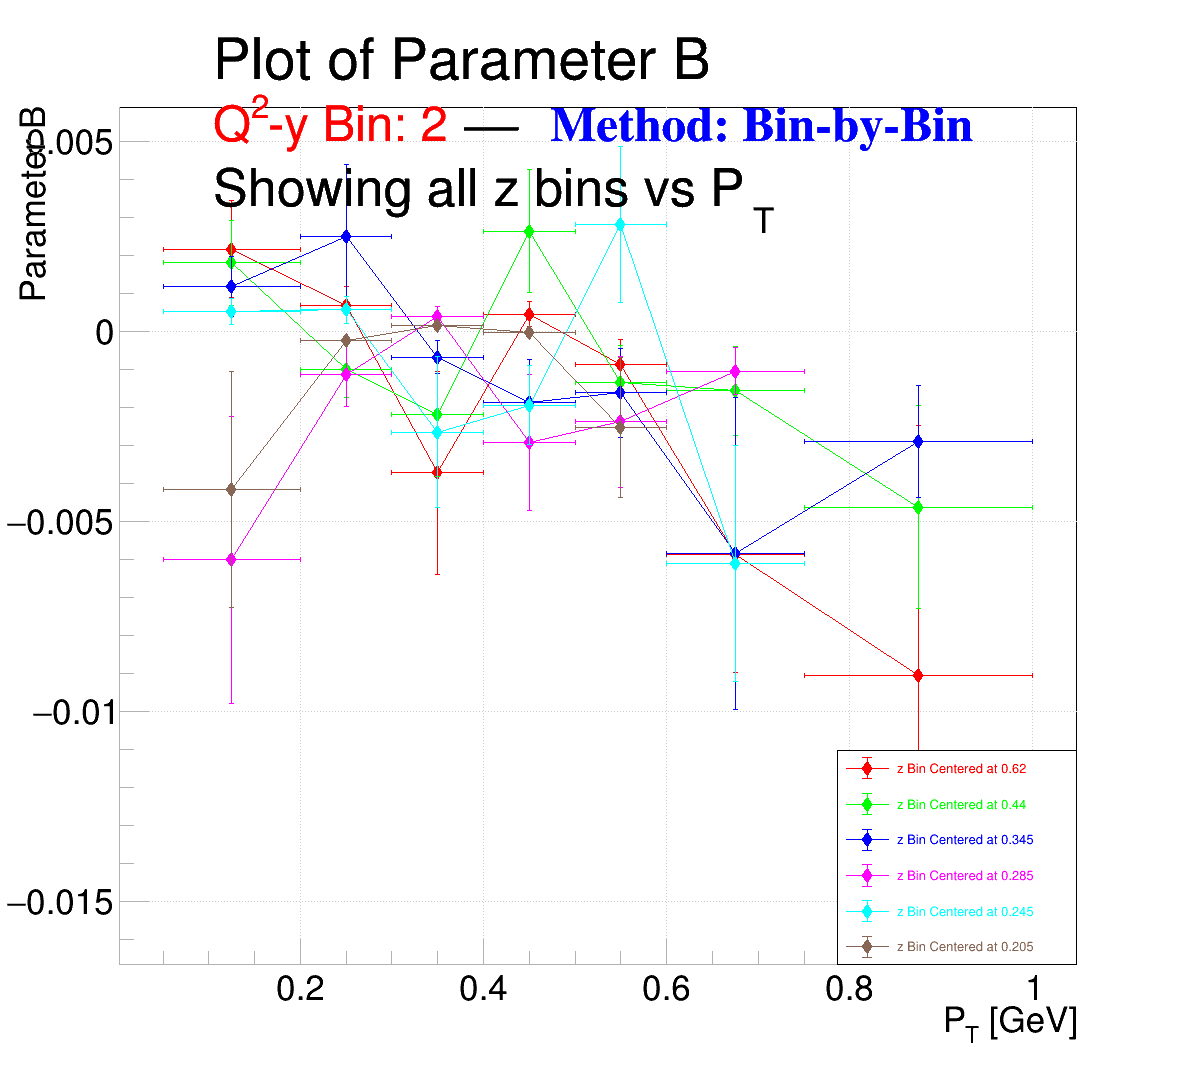 Plot of Parameter B
Q²-y Bin: 2 — Method: Bin-by-Bin
Showing all z bins vs P_T
Parameter B
0.005
0
−0.005
−0.01
−0.015
z Bin Centered at 0.62
z Bin Centered at 0.44
z Bin Centered at 0.345
z Bin Centered at 0.285
z Bin Centered at 0.245
z Bin Centered at 0.205
0.2 0.4 0.6 0.8 1
P_T [GeV]